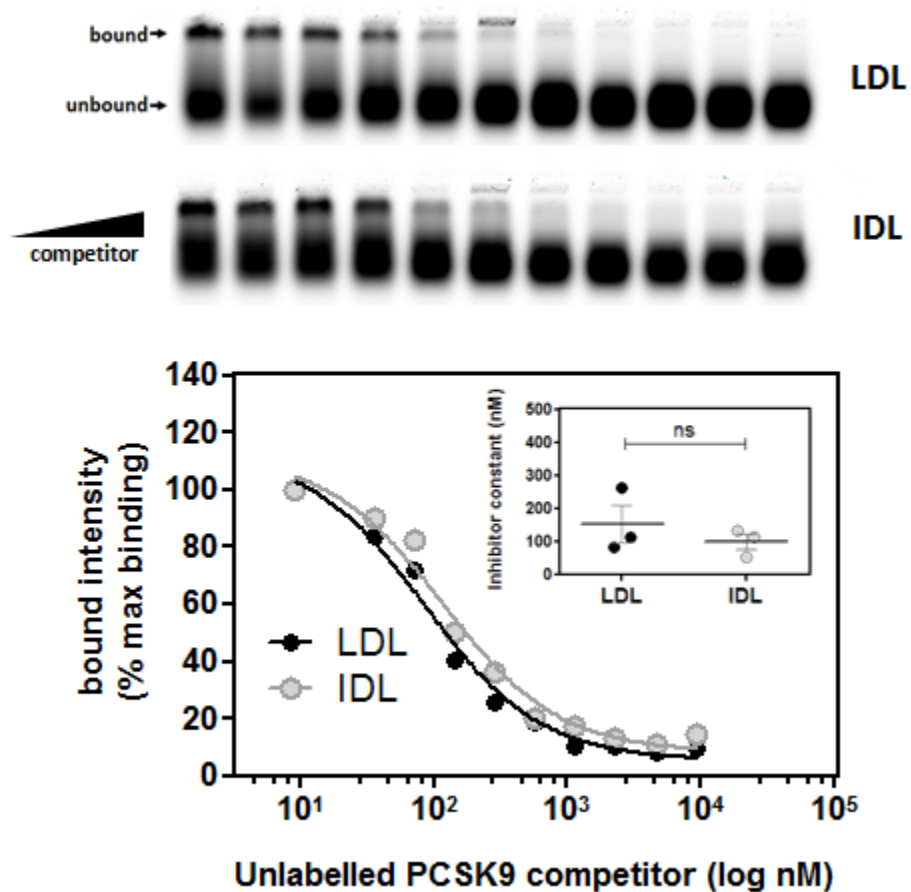 bound
LDL
unbound
IDL
competitor
140
120
100
80
60
40
20
0
bound intensity
(% max binding)
LDL
IDL
500
400
300
200
100
0
Inhibitor constant (nM)
ns
LDL
IDL
10¹
10²
10³
10⁴
10⁵
Unlabelled PCSK9 competitor (log nM)